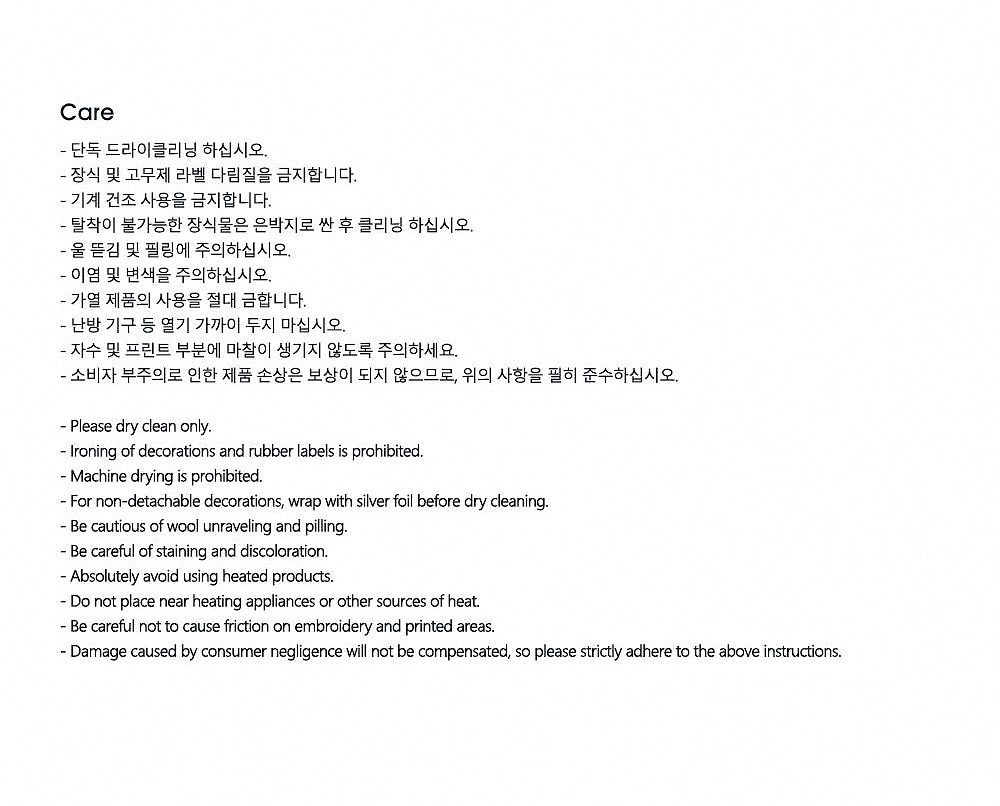 Care
- 단독 드라이클리닝 하십시오.
- 장식 및 고무제 라벨 다림질을 금지합니다.
- 기계 건조 사용을 금지합니다.
- 탈착이 불가능한 장식물은 은박지로 싼 후 클리닝 하십시오.
- 울 뜯김 및 필링에 주의하십시오.
- 이염 및 변색을 주의하십시오.
- 가열 제품의 사용을 절대 금합니다.
- 난방 기구 등 열기 가까이 두지 마십시오.
- 자수 및 프린트 부분에 마찰이 생기지 않도록 주의하세요.
- 소비자 부주의로 인한 제품 손상은 보상이 되지 않으므로, 위의 사항을 필히 준수하십시오.
- Please dry clean only.
- Ironing of decorations and rubber labels is prohibited.
- Machine drying is prohibited.
- For non-detachable decorations, wrap with silver foil before dry cleaning.
- Be cautious of wool unraveling and pilling.
- Be careful of staining and discoloration.
- Absolutely avoid using heated products.
- Do not place near heating appliances or other sources of heat.
- Be careful not to cause friction on embroidery and printed areas.
- Damage caused by consumer negligence will not be compensated, so please strictly adhere to the above instructions.